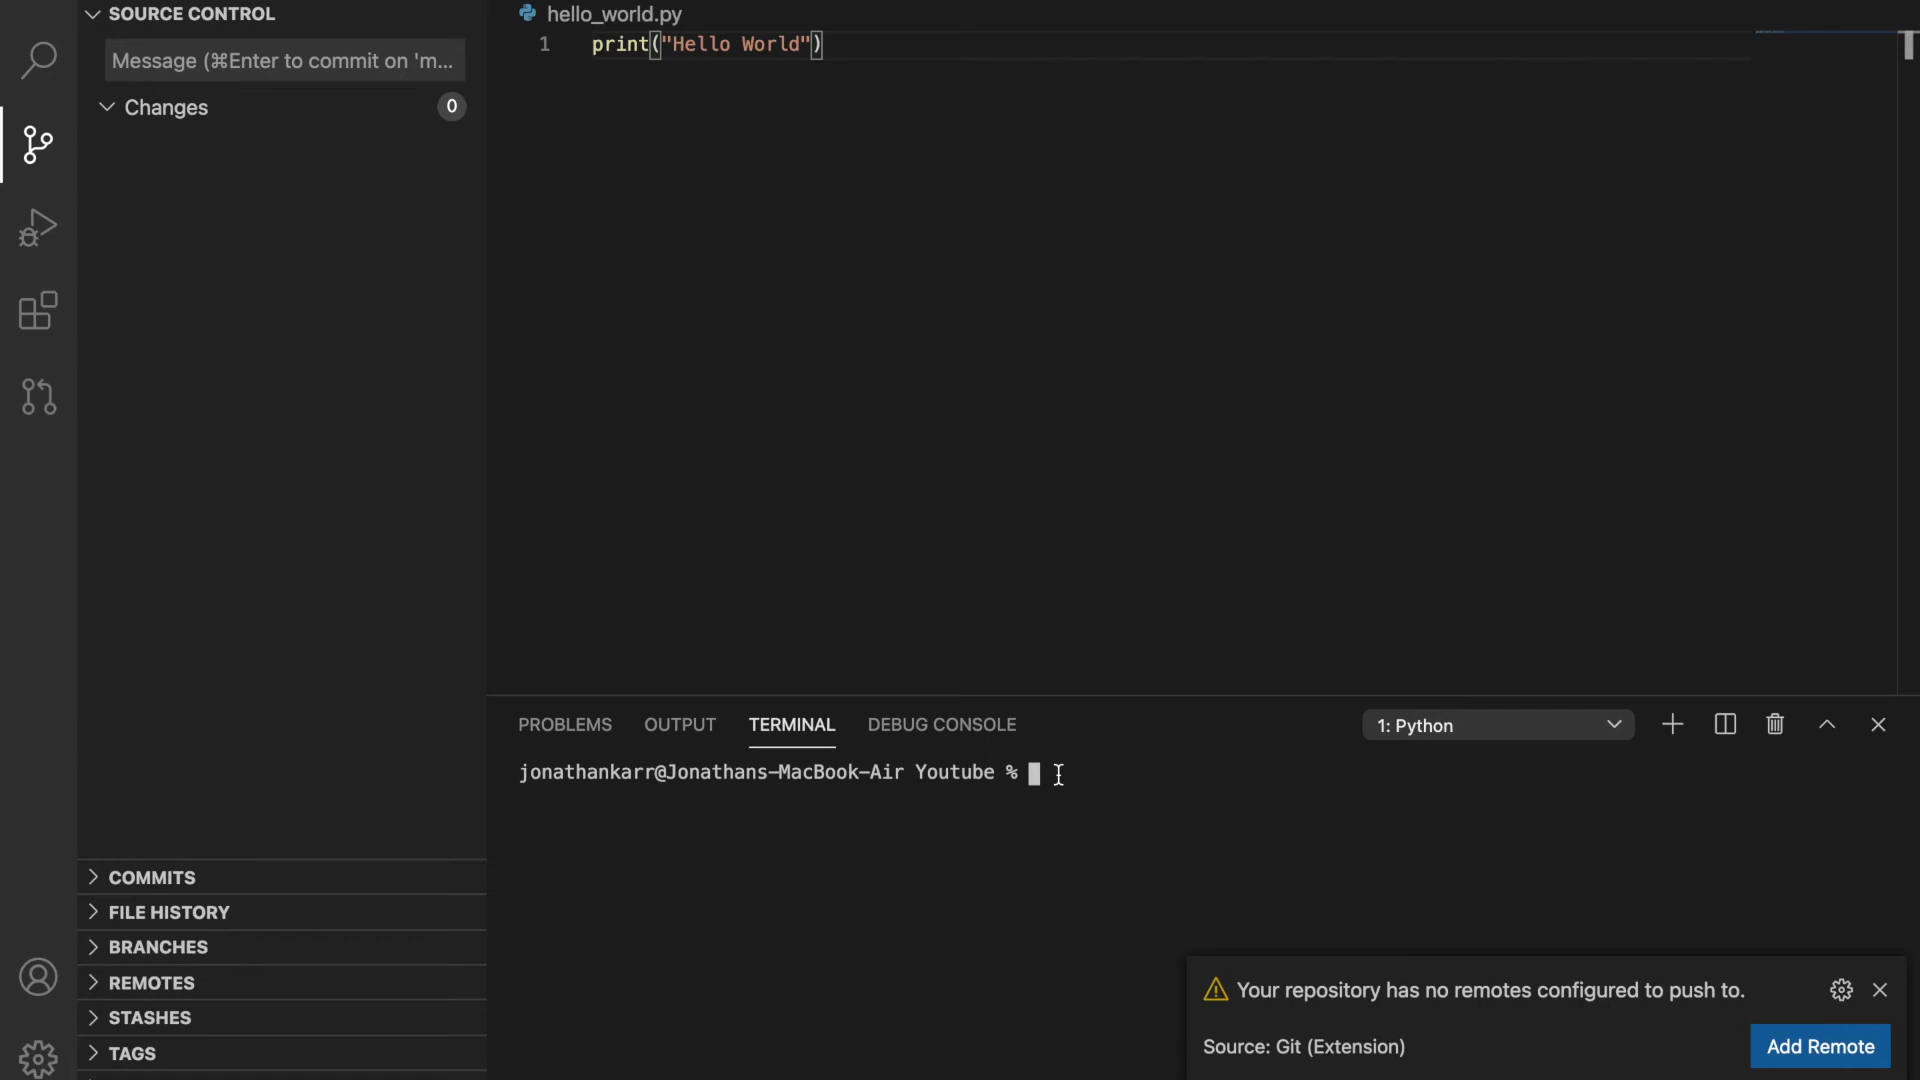 SOURCE CONTROL
Message (⌘Enter to commit on 'm...
Changes
0
hello_world.py
1 print("Hello World")
PROBLEMS OUTPUT TERMINAL DEBUG CONSOLE
1: Python
jonathankarr@Jonathans-MacBook-Air Youtube %
COMMITS
FILE HISTORY
BRANCHES
REMOTES
STASHES
TAGS
Your repository has no remotes configured to push to.
Source: Git (Extension)
Add Remote